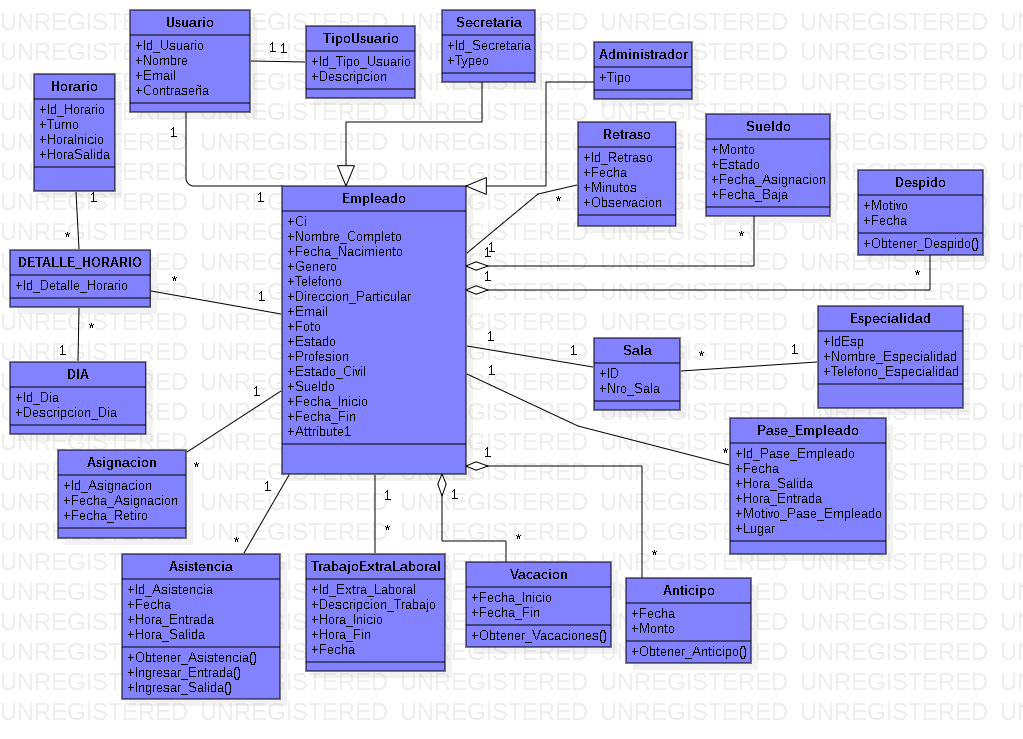 Usuario
+Id_Usuario
+Nombre
+Email
+Contraseña
1
1
TipoUsuario
+Id_Tipo_Usuario
+Descripcion
Secretaria
+Id_Secretaria
+Typeo
Administrador
+Tipo
Horario
+Id_Horario
+Turno
+HoraInicio
+HoraSalida
1
*
1
1
Retraso
+Id_Retraso
+Fecha
+Minutos
+Observacion
*
1
Sueldo
+Monto
+Estado
+Fecha_Asignacion
+Fecha_Baja
*
1
Despido
+Motivo
+Fecha
+Obtener_Despido()
*
1
Empleado
+Ci
+Nombre_Completo
+Fecha_Nacimiento
+Genero
+Telefono
+Direccion_Particular
+Email
+Foto
+Estado
+Profesion
+Estado_Civil
+Sueldo
+Fecha_Inicio
+Fecha_Fin
+Attribute1
DETALLE_HORARIO
+Id_Detalle_Horario
*
1
*
1
DIA
+Id_Dia
+Descripcion_Dia
1
1
Sala
+ID
+Nro_Sala
*
1
Especialidad
+IdEsp
+Nombre_Especialidad
+Telefono_Especialidad
1
*
Pase_Empleado
+Id_Pase_Empleado
+Fecha
+Hora_Salida
+Hora_Entrada
+Motivo_Pase_Empleado
+Lugar
1
*
Asignacion
+Id_Asignacion
+Fecha_Asignacion
+Fecha_Retiro
1
*
Asistencia
+Id_Asistencia
+Fecha
+Hora_Entrada
+Hora_Salida
+Obtener_Asistencia()
+Ingresar_Entrada()
+Ingresar_Salida()
1
*
TrabajoExtraLaboral
+Id_Extra_Laboral
+Descripcion_Trabajo
+Hora_Inicio
+Hora_Fin
+Fecha
1
*
Vacacion
+Fecha_Inicio
+Fecha_Fin
+Obtener_Vacaciones()
1
*
Anticipo
+Fecha
+Monto
+Obtener_Anticipo()
UNREGISTERED